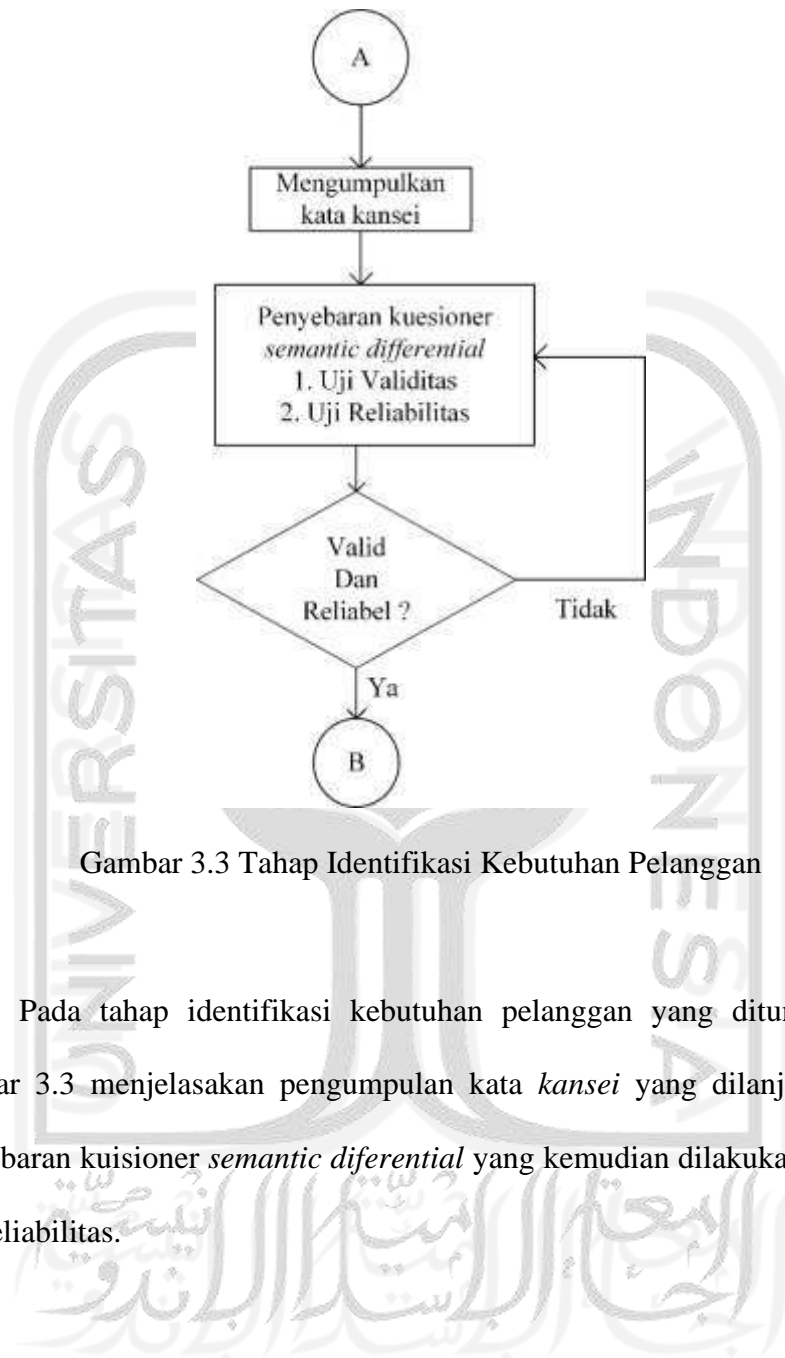 A
Mengumpulkan
kata kansei
Penyebaran kuesioner
semantic differential
1. Uji Validitas
2. Uji Reliabilitas
Valid
Dan
Reliabel ?
Tidak
Ya
B
Gambar 3.3 Tahap Identifikasi Kebutuhan Pelanggan
Pada tahap identifikasi kebutuhan pelanggan yang ditun
ar 3.3 menjelasakan pengumpulan kata kansei yang dilanj
baran kuisioner semantic diferential yang kemudian dilakuka
eliabilitas.
UNIVERSITAS
INDONESIA